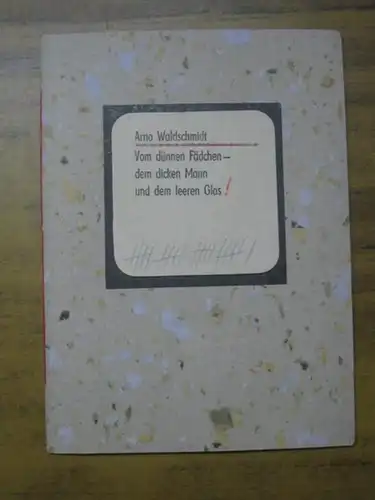 Arno Waldschmidt
Vom dünnen Fädchen —
dem dicken Mann
und dem leeren Glas!